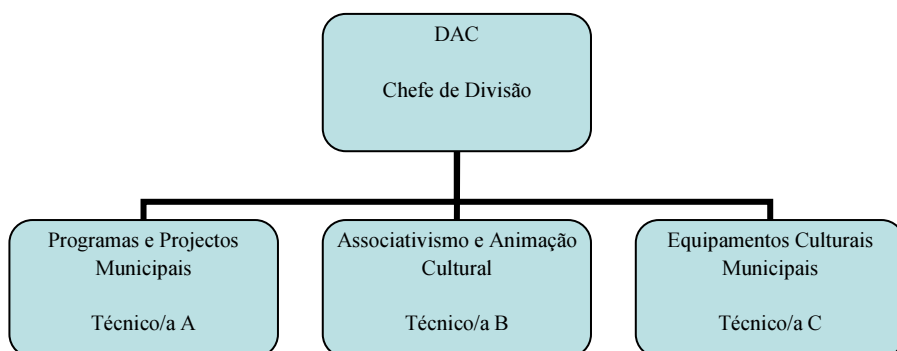 DAC
Chefe de Divisão
Programas e Projectos
Municipais
Técnico/a A
Associativismo e Animação
Cultural
Técnico/a B
Equipamentos Culturais
Municipais
Técnico/a C